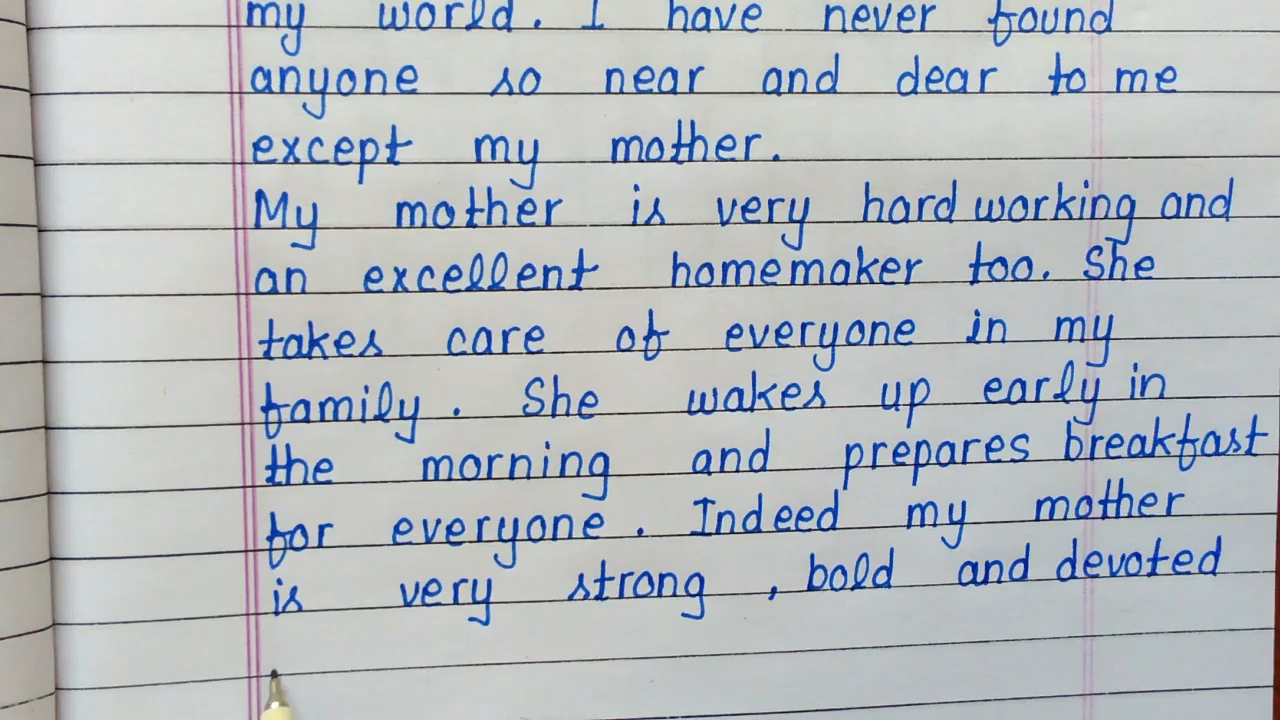 my world. I have never found
anyone so near and dear to me
except my mother.
My mother is very hard working and
an excellent homemaker too. She
takes care of everyone in my
family. She wakes up early in
the morning and prepares breakfast
for everyone. Indeed my mother
is very strong, bold and devoted